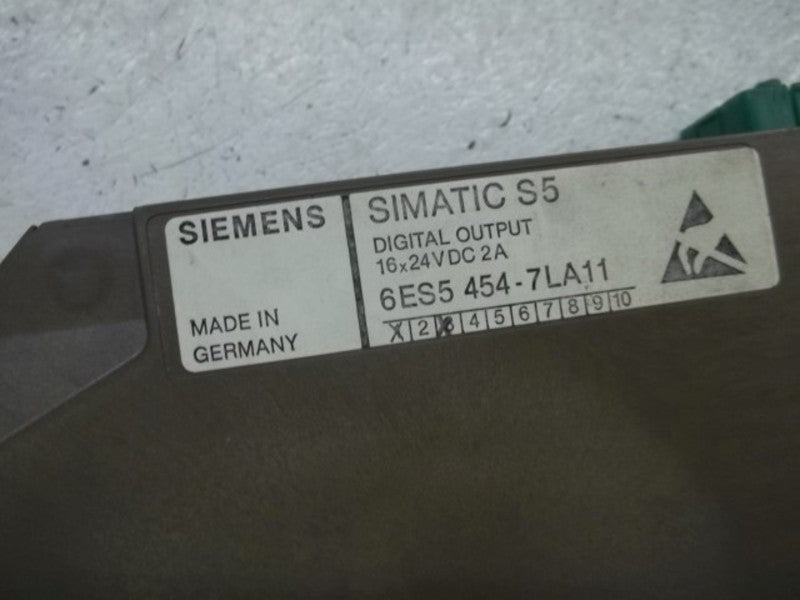 SIEMENS
MADE IN
GERMANY
SIMATIC S5
DIGITAL OUTPUT
16x24VDC 2A
6ES5 454-7LA11
X 2 3 4 5 6 7 8 9 10